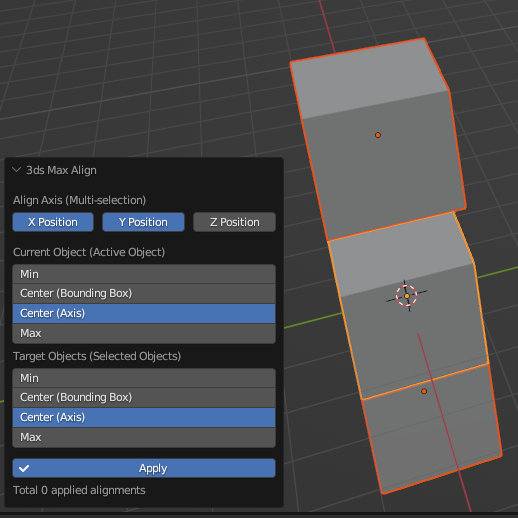 3ds Max Align
Align Axis (Multi-selection)
X Position Y Position Z Position
Current Object (Active Object)
Min
Center (Bounding Box)
Center (Axis)
Max
Target Objects (Selected Objects)
Min
Center (Bounding Box)
Center (Axis)
Max
Apply
Total 0 applied alignments